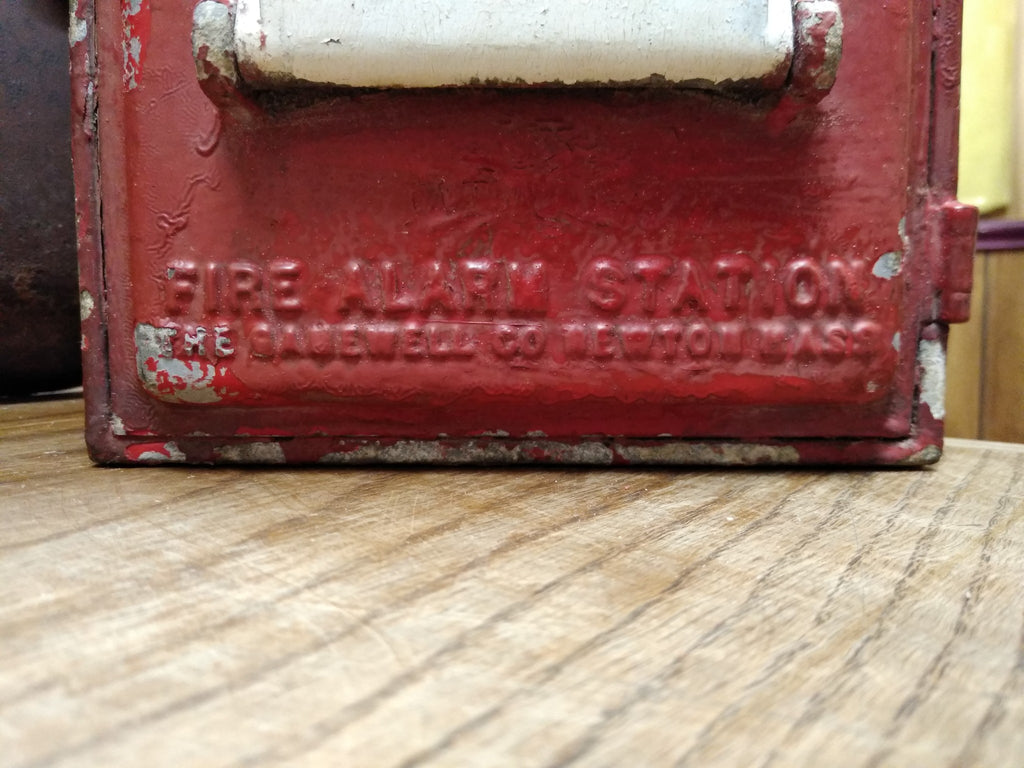 FIRE ALARM STATION
THE GAMEWELL CO NEWTON MASS